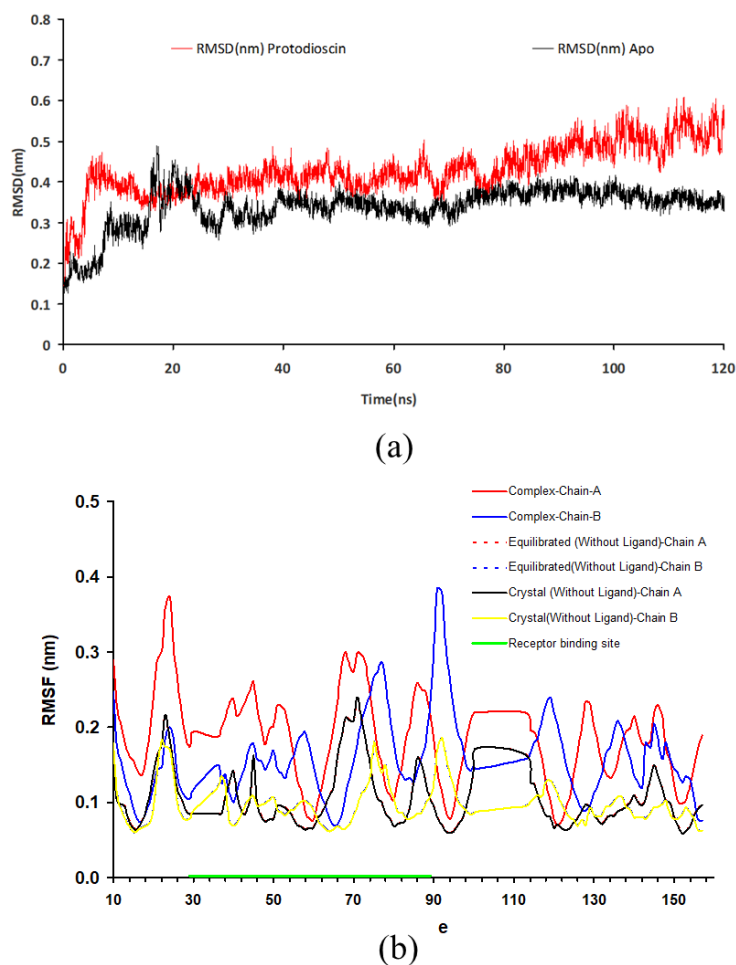 0.8
0.7
0.6
0.5
0.4
0.3
0.2
0.1
0
RMSD(nm)
RMSD(nm) Protodioscin
RMSD(nm) Apo
0 20 40 60 80 100 120
Time(ns)
(a)
0.5
0.4
0.3
0.2
0.1
0.0
RMSF (nm)
Complex-Chain-A
Complex-Chain-B
Equilibrated (Without Ligand)-Chain A
Equilibrated(Without Ligand)-Chain B
Crystal (Without Ligand)-Chain A
Crystal(Without Ligand)-Chain B
Receptor binding site
10 30 50 70 90 110 130 150
e
(b)